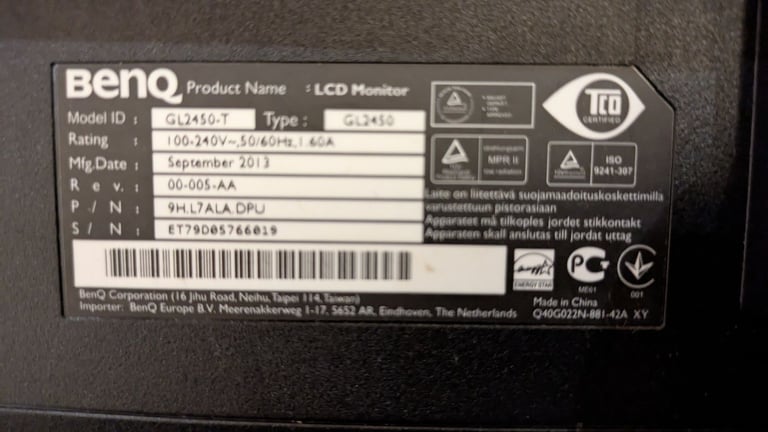 BenQ Product Name : LCD Monitor
Model ID : GL2450-T Type : GL2450
Rating : 100-240V~,50/60Hz,1.60A
Mfg.Date : September 2013
R e v. : 00-005-AA
P / N : 9H.L7ALA.DPU
S / N : ET79D05766019
TCO
CERTIFIED
MPR II
ISO
9241-307
Laite on liitettävä suojamaadoituskoskettimilla
varustettuun pistorasiaan
Apparatet må tilkoples jordet stikkontakt
Apparaten skall anslutas till jordat uttag
ENERGY STAR
ME61
001
BenQ Corporation (16 Jihu Road, Neihu, Taipei 114, Taiwan)
Importer: BenQ Europe B.V. Meerenakkerweg 1-17, 5652 AR, Eindhoven, The Netherlands
Made in China
Q40G022N-881-42A XY